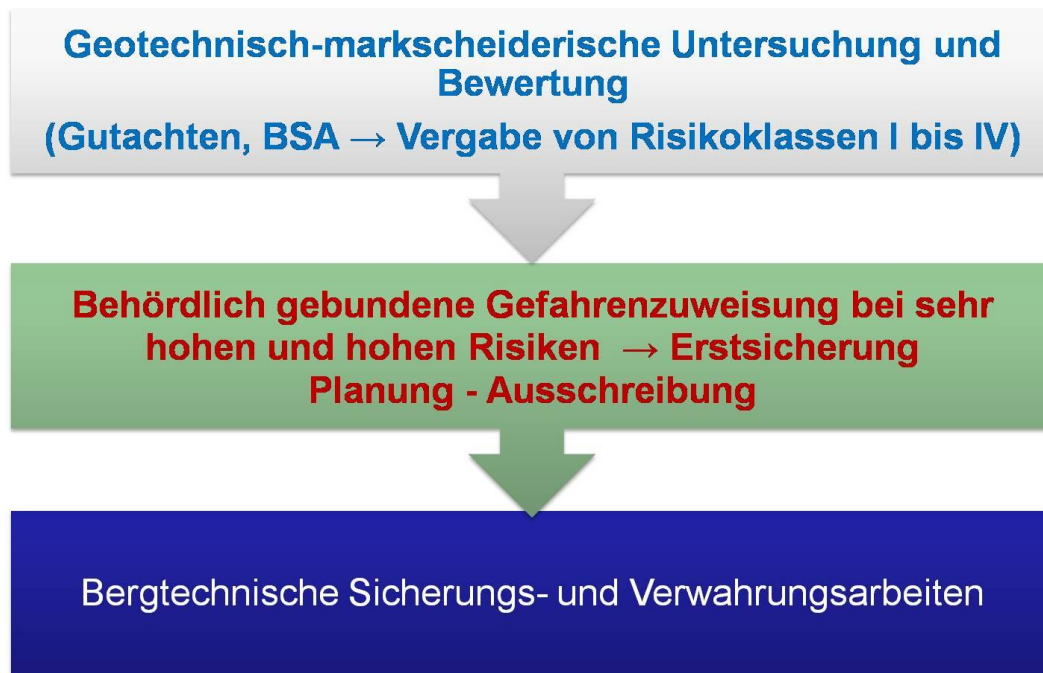 Geotechnisch-markscheiderische Untersuchung und
Bewertung
(Gutachten, BSA → Vergabe von Risikoklassen I bis IV)
Behördlich gebundene Gefahrenzuweisung bei sehr
hohen und hohen Risiken → Erstsicherung
Planung - Ausschreibung
Bergtechnische Sicherungs- und Verwahrungsarbeiten